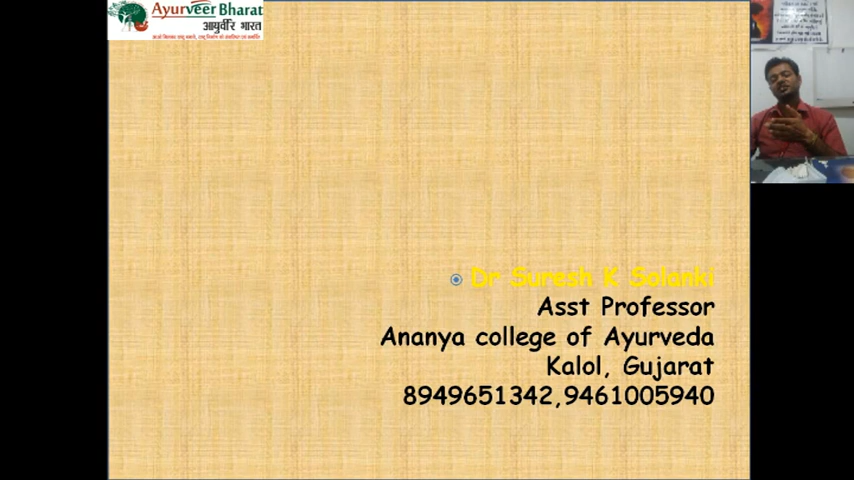 Ayurveer Bharat
आयुर्वीर भारत
Dr Suresh K Solanki
Asst Professor
Ananya college of Ayurveda
Kalol, Gujarat
8949651342,9461005940